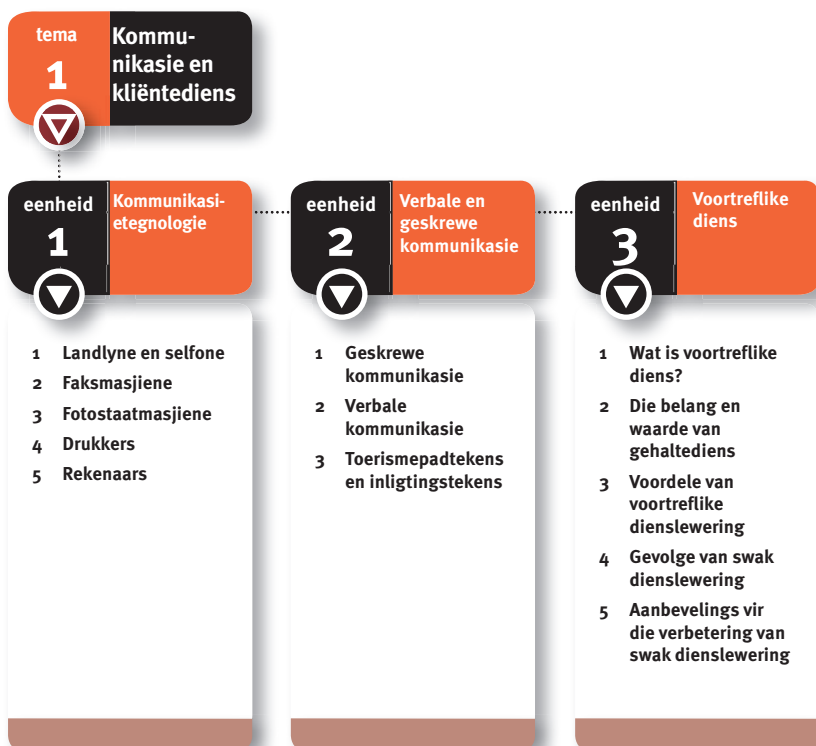 tema
1
Kommu-
nikasie en
kliëntediens
eenheid
1
Kommunikasi-
etegnologie
1 Landlyne en selfone
2 Faksmasjiene
3 Fotostaatmasjiene
4 Drukkers
5 Rekenaars
eenheid
2
Verbale en
geskrewe
kommunikasie
1 Geskrewe
kommunikasie
2 Verbale
kommunikasie
3 Toerismepadtekens
en inligtingstekens
eenheid
3
Voortreflike
diens
1 Wat is voortreflike
diens?
2 Die belang en
waarde van
gehaltediens
3 Voordele van
voortreflike
dienslewering
4 Gevolge van swak
dienslewering
5 Aanbevelings vir
die verbetering van
swak dienslewering